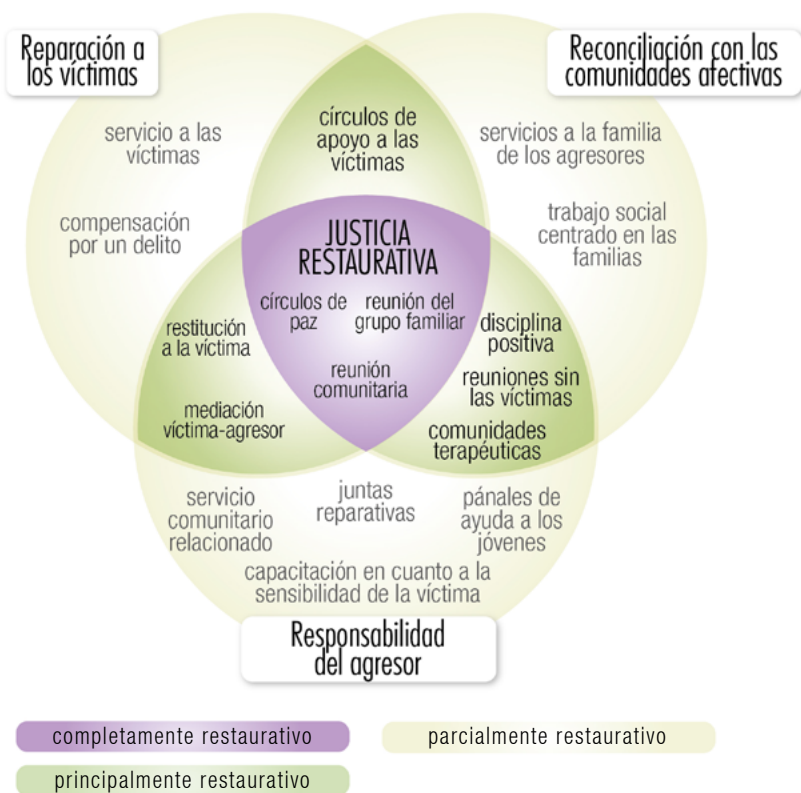 Reparación a
los víctimas
Reconciliación con las
comunidades afectivas
servicio a las
víctimas
compensación
por un delito
círculos de
apoyo a las
víctimas
servicios a la familia
de los agresores
trabajo social
centrado en las
familias
JUSTICIA
RESTAURATIVA
círculos de
paz
reunión del
grupo familiar
reunión
comunitaria
restitución
a la víctima
mediación
víctima-agresor
disciplina
positiva
reuniones sin
las víctimas
comunidades
terapéuticas
servicio
comunitario
relacionado
juntas
reparativas
pánales de
ayuda a los
jóvenes
capacitación en cuanto a la
sensibilidad de la víctima
Responsabilidad
del agresor
completamente restaurativo
parcialmente restaurativo
principalmente restaurativo